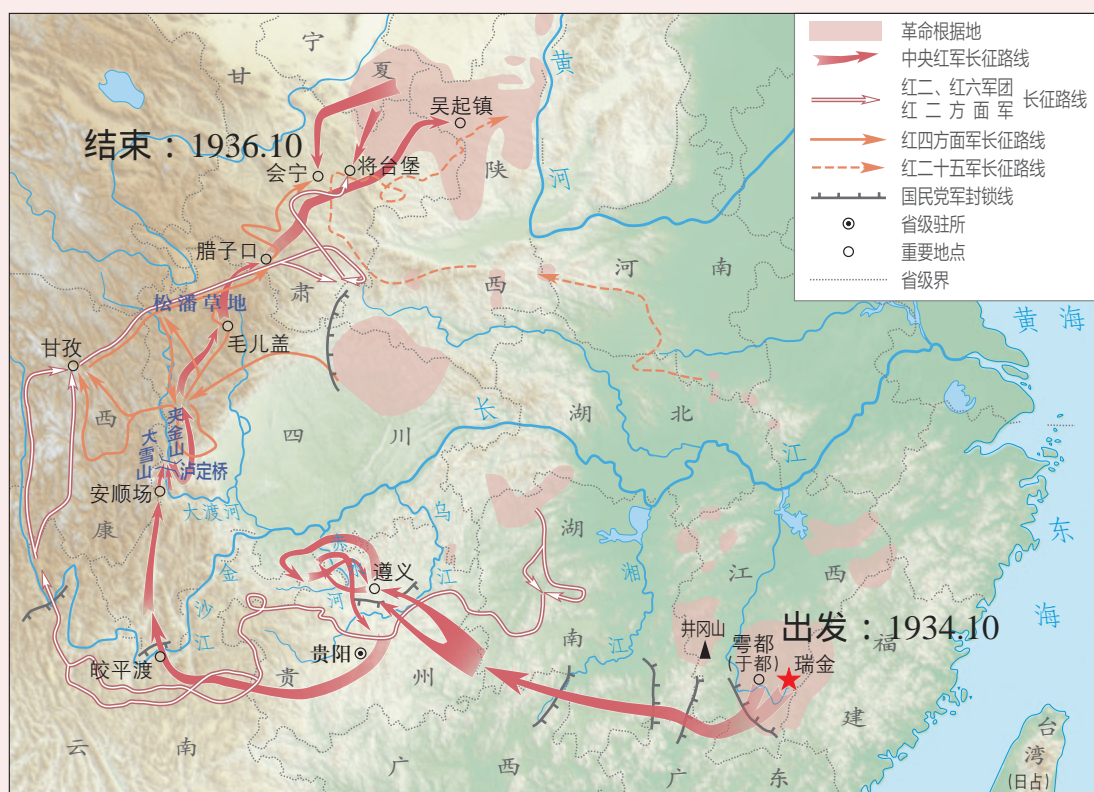 革命根据地
中央红军长征路线
红二、红六军团
红二方面军
长征路线
红四方面军长征路线
红二十五军长征路线
国民党军封锁线
省级驻所
重要地点
省级界
宁
夏
甘
肃
黄
河
吴起镇
结束：1936.10
会宁
将台堡
陕
西
腊子口
河
南
松潘草地
毛儿盖
甘孜
黄
海
西
康
夹金山
大雪山
泸定桥
安顺场
大渡河
四
川
长
江
湖
北
金
沙
江
乌
江
赤
水
河
遵义
湖
南
湘
江
江
西
东
海
井冈山
出发：1934.10
雩都
(于都)
瑞金
福
建
皎平渡
贵阳
贵
州
云
南
广
西
广
东
台
湾
(日占)